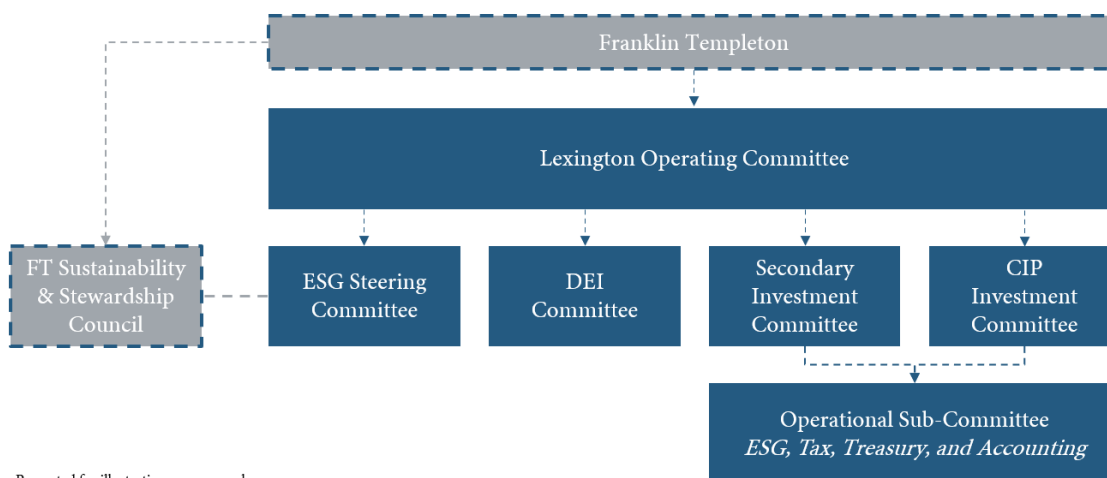 Franklin Templeton
Lexington Operating Committee
FT Sustainability
& Stewardship
Council
ESG Steering
Committee
DEI
Committee
Secondary
Investment
Committee
CIP
Investment
Committee
Operational Sub-Committee
ESG, Tax, Treasury, and Accounting